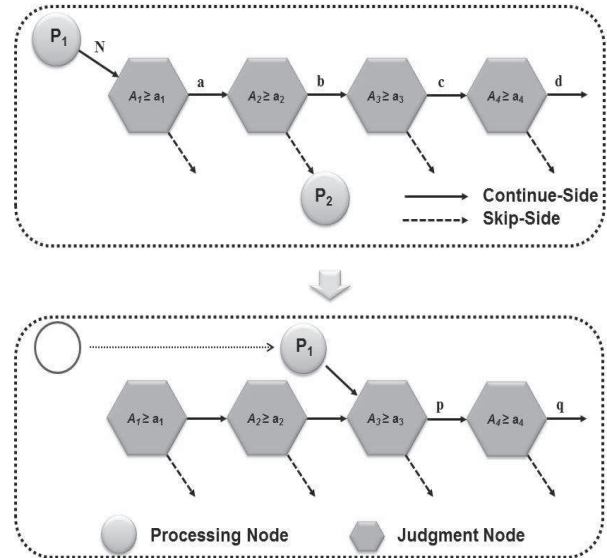 P1
N
A1 ≥ a1
a
A2 ≥ a2
b
A3 ≥ a3
c
A4 ≥ a4
d
P2
Continue-Side
Skip-Side
P1
A1 ≥ a1
A2 ≥ a2
A3 ≥ a3
p
A4 ≥ a4
q
Processing Node
Judgment Node